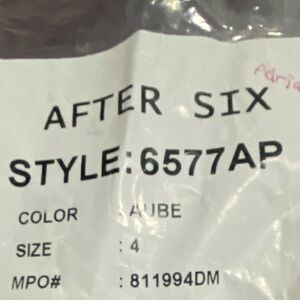 AFTER SIX
STYLE:6577AP
COLOR : AUBE
SIZE : 4
MPO# : 811994DM